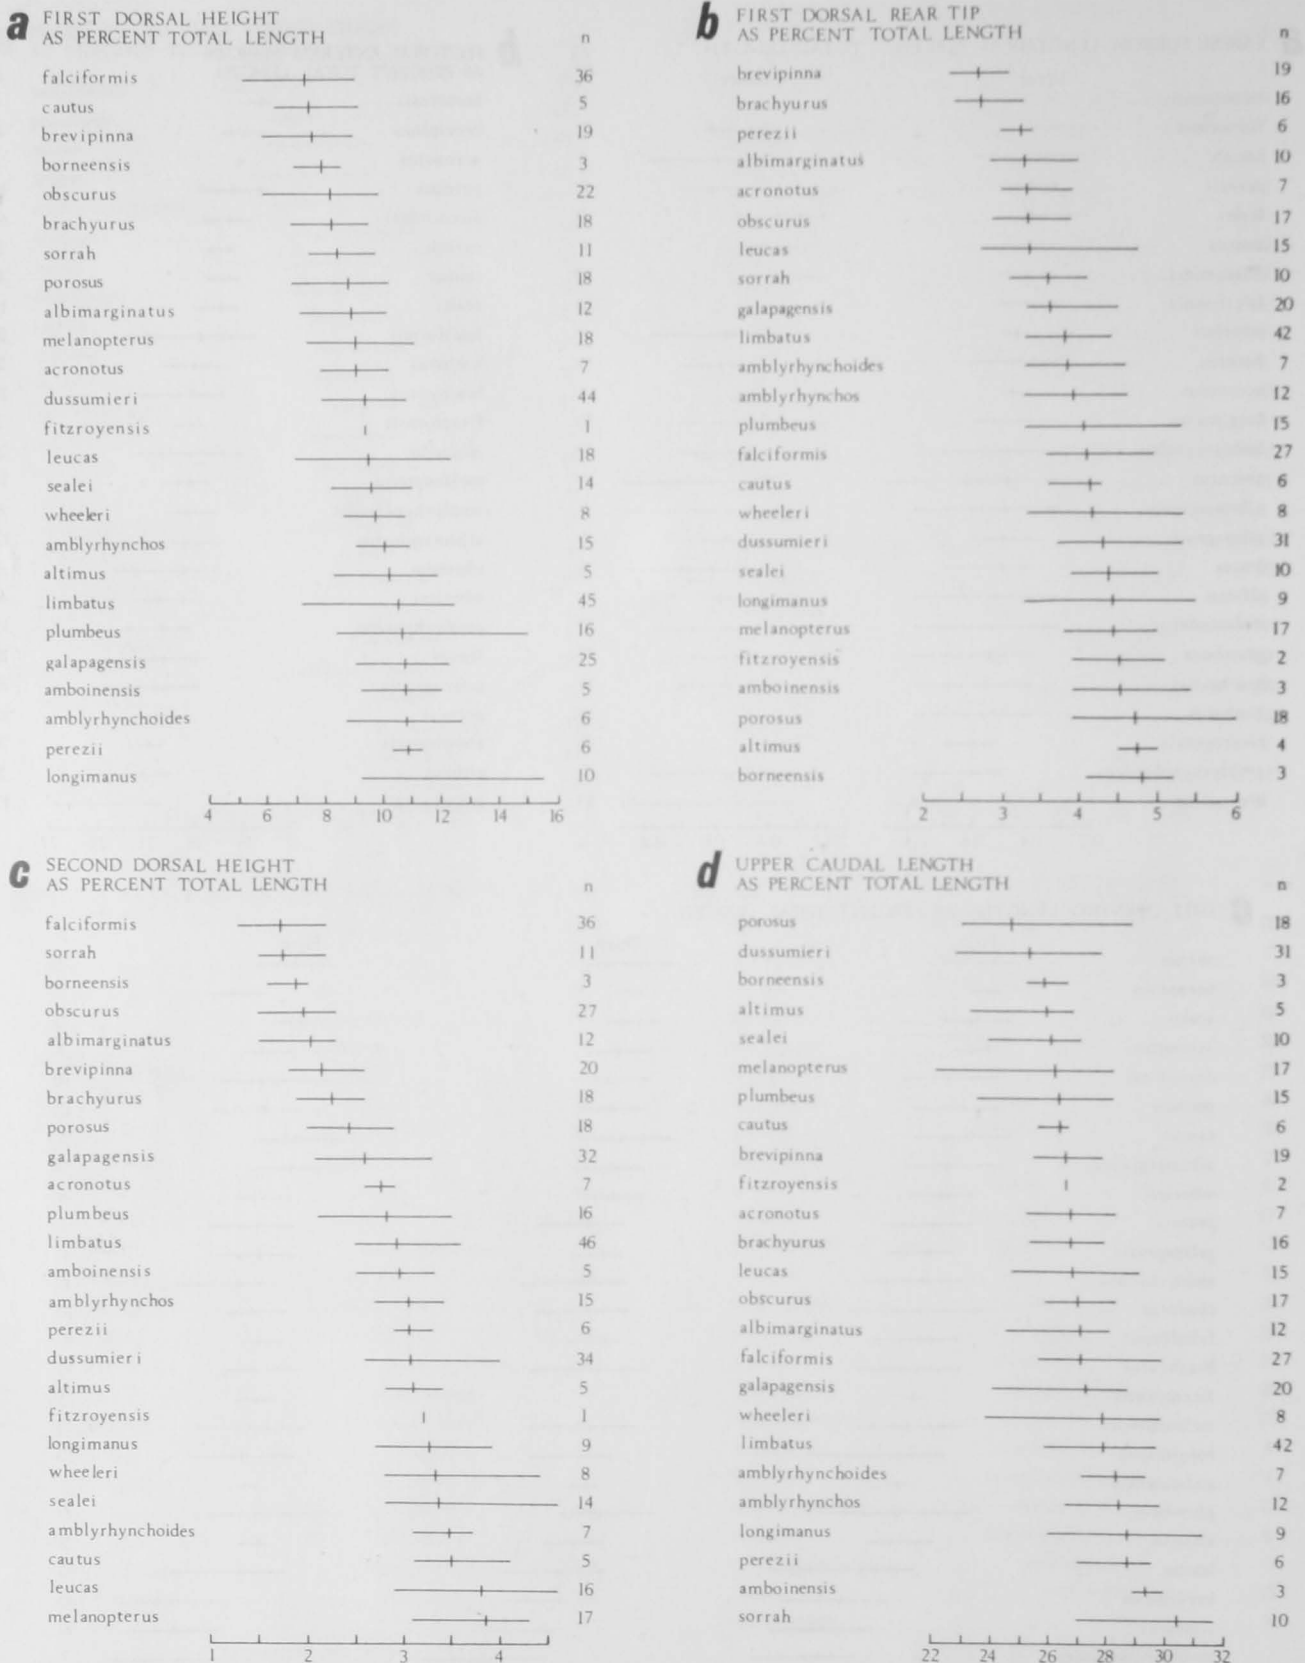 a FIRST DORSAL HEIGHT
AS PERCENT TOTAL LENGTH n
falciformis 36
cautus 5
brevipinna 19
borneensis 3
obscurus 22
brachyurus 18
sorrah 11
porosus 18
albimarginatus 12
melanopterus 18
acronotus 7
dussumieri 44
fitzroyensis 1
leucas 18
sealei 14
wheeleri 8
amblyrhynchos 15
altimus 5
limbatus 45
plumbeus 16
galapagensis 25
amboinensis 5
amblyrhynchoides 6
perezii 6
longimanus 10
4 6 8 10 12 14 16
b FIRST DORSAL REAR TIP
AS PERCENT TOTAL LENGTH n
brevipinna 19
brachyurus 16
perezii 6
albimarginatus 10
acronotus 7
obscurus 17
leucas 15
sorrah 10
galapagensis 20
limbatus 42
amblyrhynchoides 7
amblyrhynchos 12
plumbeus 15
falciformis 27
cautus 6
wheeleri 8
dussumieri 31
sealei 10
longimanus 9
melanopterus 17
fitzroyensis 2
amboinensis 3
porosus 18
altimus 4
borneensis 3
2 3 4 5 6
c SECOND DORSAL HEIGHT
AS PERCENT TOTAL LENGTH n
falciformis 36
sorrah 11
borneensis 3
obscurus 27
albimarginatus 12
brevipinna 20
brachyurus 18
porosus 18
galapagensis 32
acronotus 7
plumbeus 16
limbatus 46
amboinensis 5
amblyrhynchos 15
perezii 6
dussumieri 34
altimus 5
fitzroyensis 1
longimanus 9
wheeleri 8
sealei 14
amblyrhynchoides 7
cautus 5
leucas 16
melanopterus 17
1 2 3 4
d UPPER CAUDAL LENGTH
AS PERCENT TOTAL LENGTH n
porosus 18
dussumieri 31
borneensis 3
altimus 5
sealei 10
melanopterus 17
plumbeus 15
cautus 6
brevipinna 19
fitzroyensis 2
acronotus 7
brachyurus 16
leucas 15
obscurus 17
albimarginatus 12
falciformis 27
galapagensis 20
wheeleri 8
limbatus 42
amblyrhynchoides 7
amblyrhynchos 12
longimanus 9
perezii 6
amboinensis 3
sorrah 10
22 24 26 28 30 32